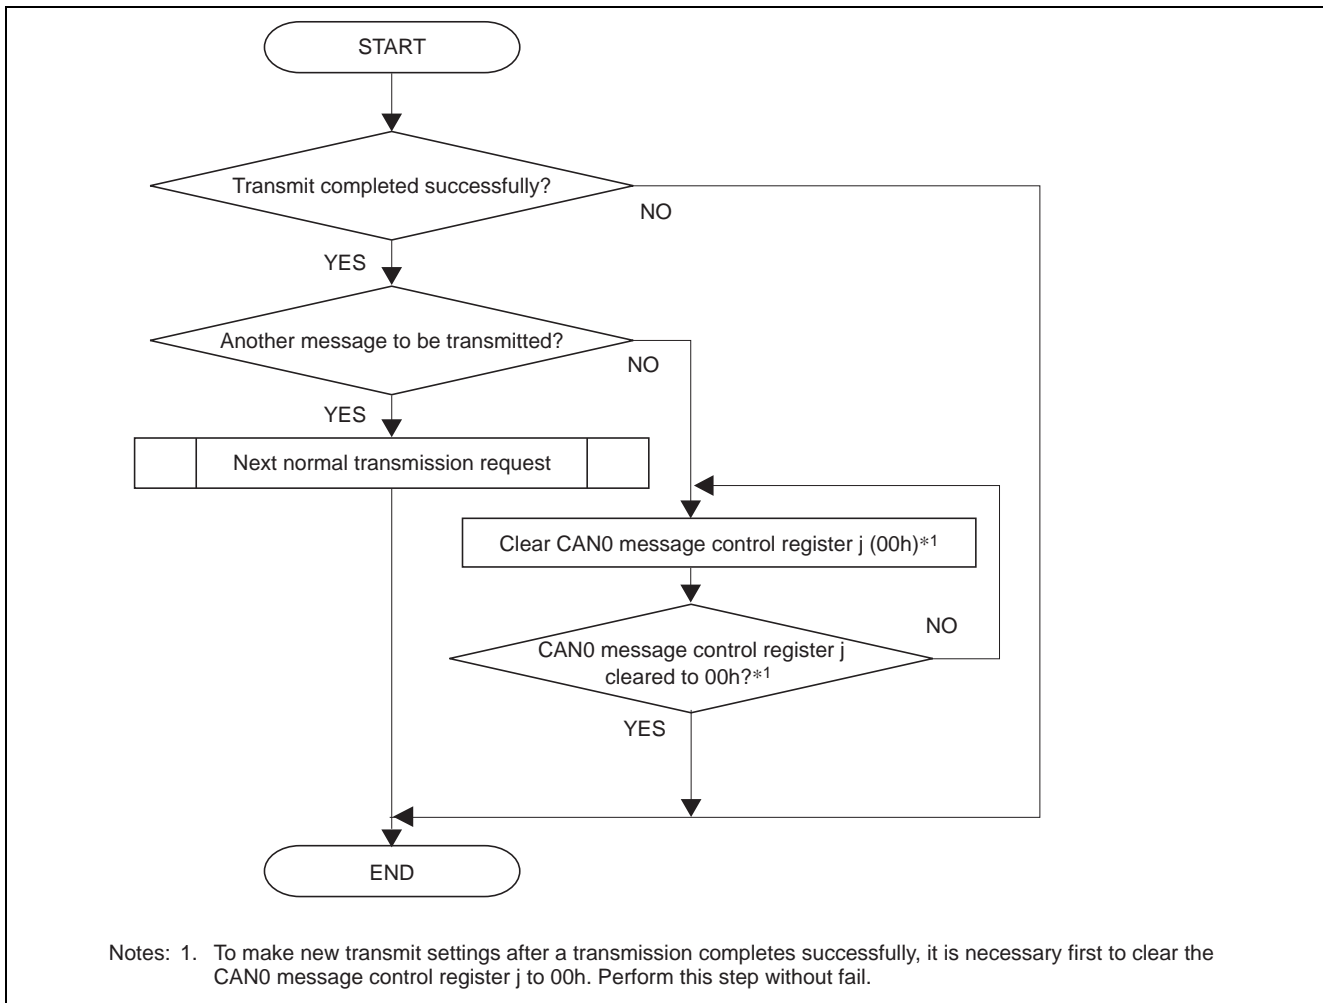 START
Transmit completed successfully?
NO
YES
Another message to be transmitted?
NO
YES
Next normal transmission request
Clear CAN0 message control register j (00h)*1
CAN0 message control register j
cleared to 00h?*1
NO
YES
END
Notes: 1. To make new transmit settings after a transmission completes successfully, it is necessary first to clear the
CAN0 message control register j to 00h. Perform this step without fail.